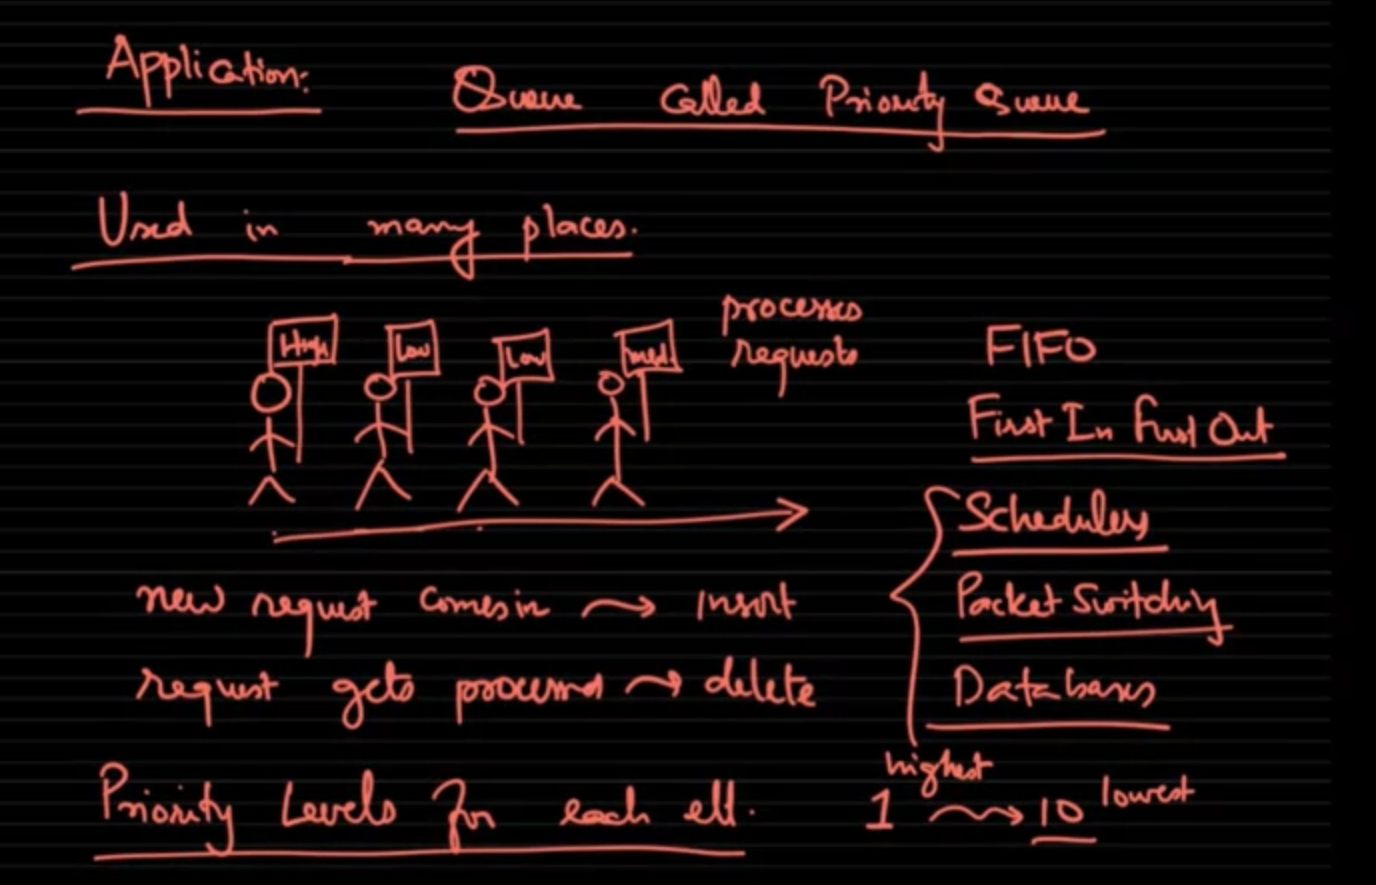 Application: Queue Called Priority Queue
Used in many places.
High Low Low med.
processes
requests
FIFO
First In First Out
Schedulers
Packet Switching
Databases
new request comes in → insert
request gets processed → delete
Priority Levels for each elt.
highest
1 → 10 lowest